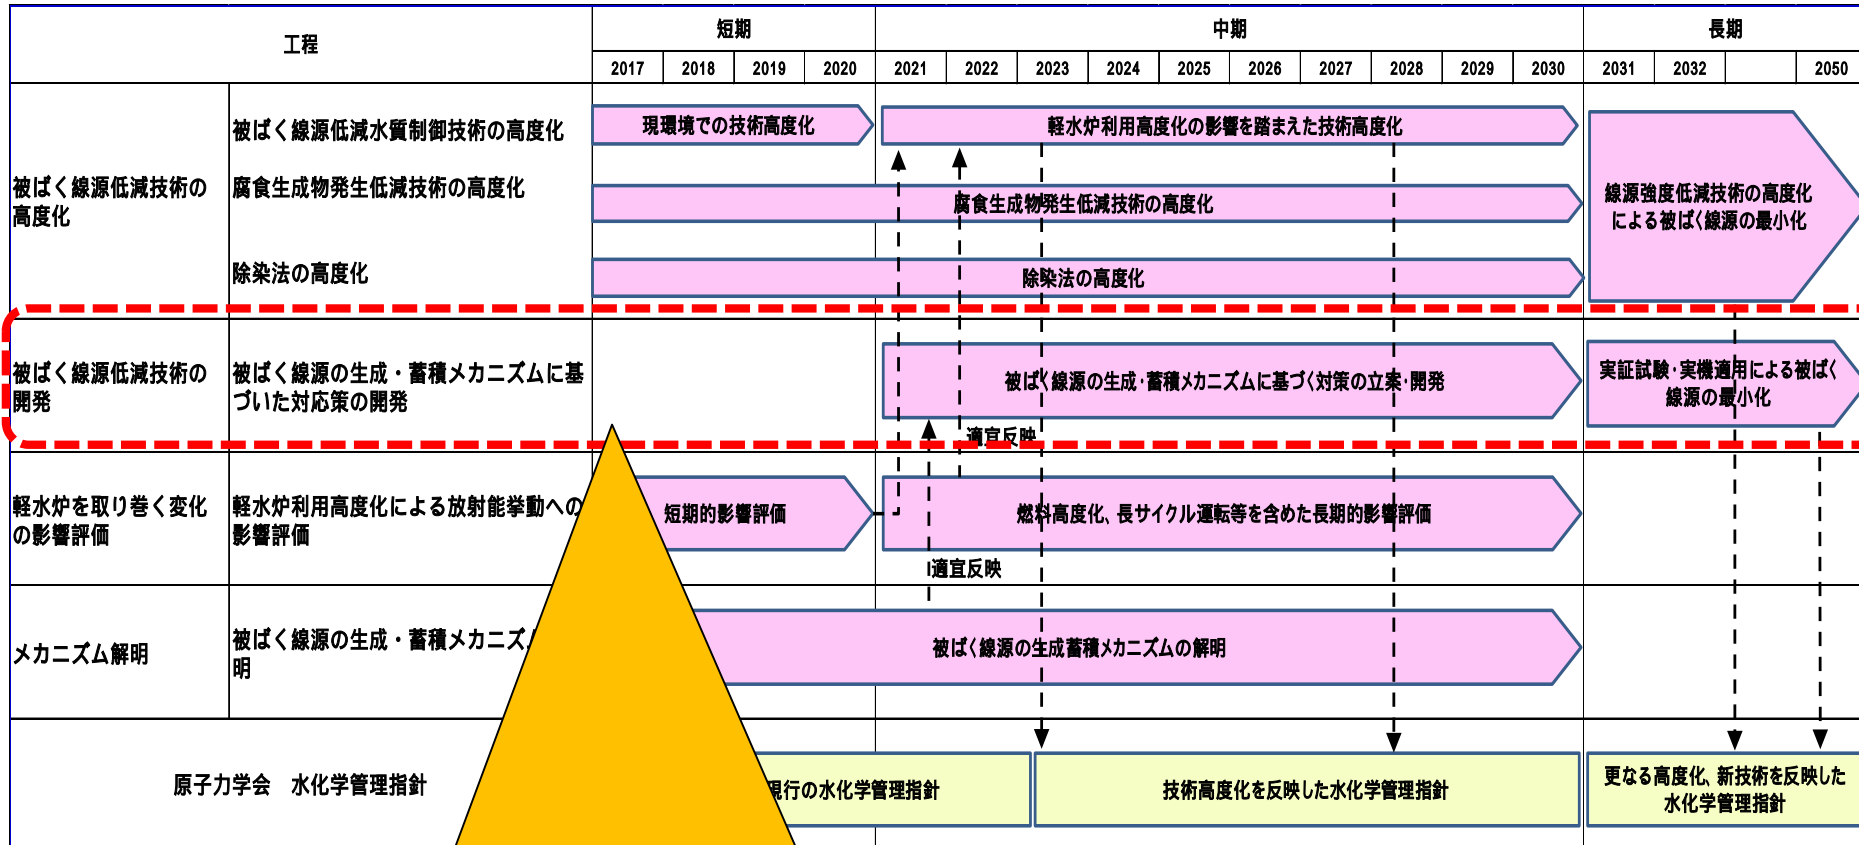 工程
短期
中期
長期
2017 2018 2019 2020 2021 2022 2023 2024 2025 2026 2027 2028 2029 2030 2031 2032 2050
被ばく線源低減技術の
高度化
被ばく線源低減水質制御技術の高度化
現環境での技術高度化
軽水炉利用高度化の影響を踏まえた技術高度化
腐食生成物発生低減技術の高度化
腐食生成物発生低減技術の高度化
除染法の高度化
除染法の高度化
線源強度低減技術の高度化
による被ばく線源の最小化
被ばく線源低減技術の
開発
被ばく線源の生成・蓄積メカニズムに基
づいた対応策の開発
被ばく線源の生成・蓄積メカニズムに基づく対策の立案・開発
実証試験・実機適用による被ばく
線源の最小化
適宜反映
軽水炉を取り巻く変化
の影響評価
軽水炉利用高度化による放射能挙動への
影響評価
短期的影響評価
燃料高度化、長サイクル運転等を含めた長期的影響評価
適宜反映
メカニズム解明
被ばく線源の生成・蓄積メカニズム
明
被ばく線源の生成蓄積メカニズムの解明
原子力学会　水化学管理指針
現行の水化学管理指針
技術高度化を反映した水化学管理指針
更なる高度化、新技術を反映した
水化学管理指針